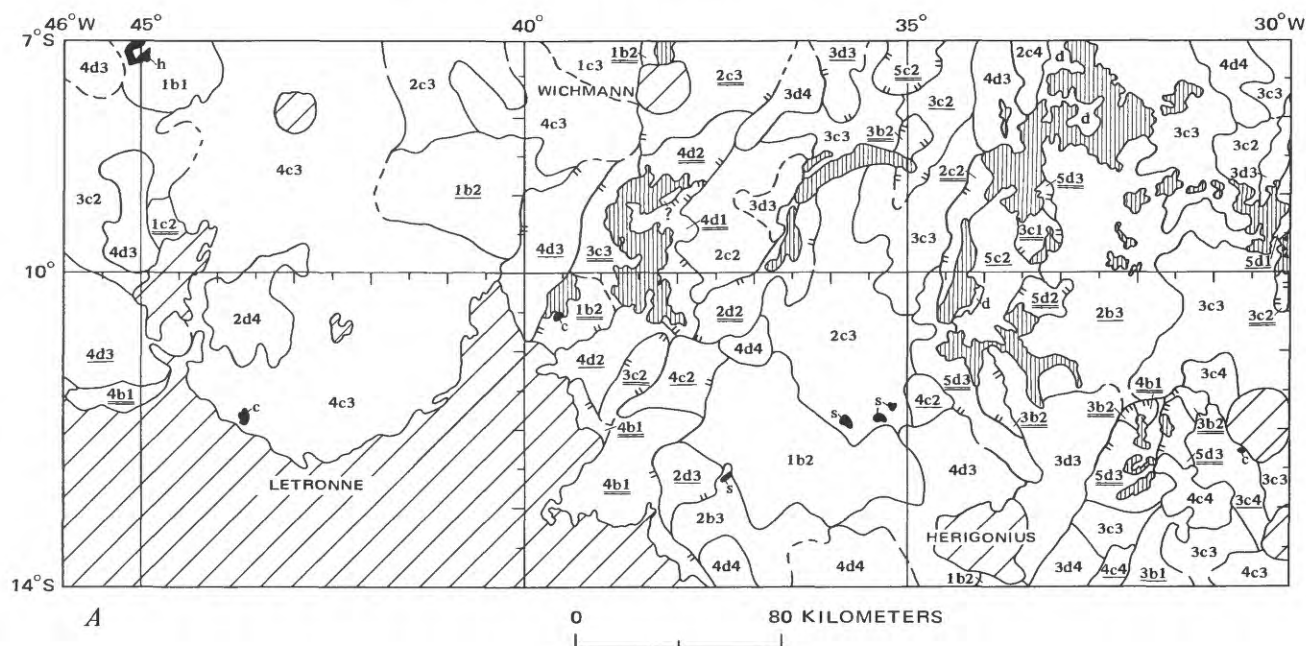 46°W 45° 40° 35° 30°W
7°S
4d3 h 1b1 2c3 1c3 1b2 2c3 3d3 5c2 4d3 2c4 d 4d4
WICHMANN
3d4 3c2 3c3
4c3 4c3 3c3 3b2 d 3c3
4d2 3c2
3c2 1c2 1b2 2c2 5d3 3d3
? 4d1 3d3
4d3 4d3 3c3 2c2 3c3 5c2 3c1 5d1
10°
2d4 1b2 2d2 2c3 d 5d2 2b3 3c3 3c2
c
4d3 4d2 4d4
3c2 4c2 5d3 3c4
4b1 4c3 4c2 4b1
c 4b1 s s 3b2 3b2 3b2
1b2 5d3 c
LETRONNE 4b1 2d3 s 4d3 3d3 5d3 3c3
2b3 4c4 3c4
HERIGONIUS 3c3 3c3
4d4 4d4 1b2 3d4 4c4 3b1 4c3
14°S
A 0 80 KILOMETERS